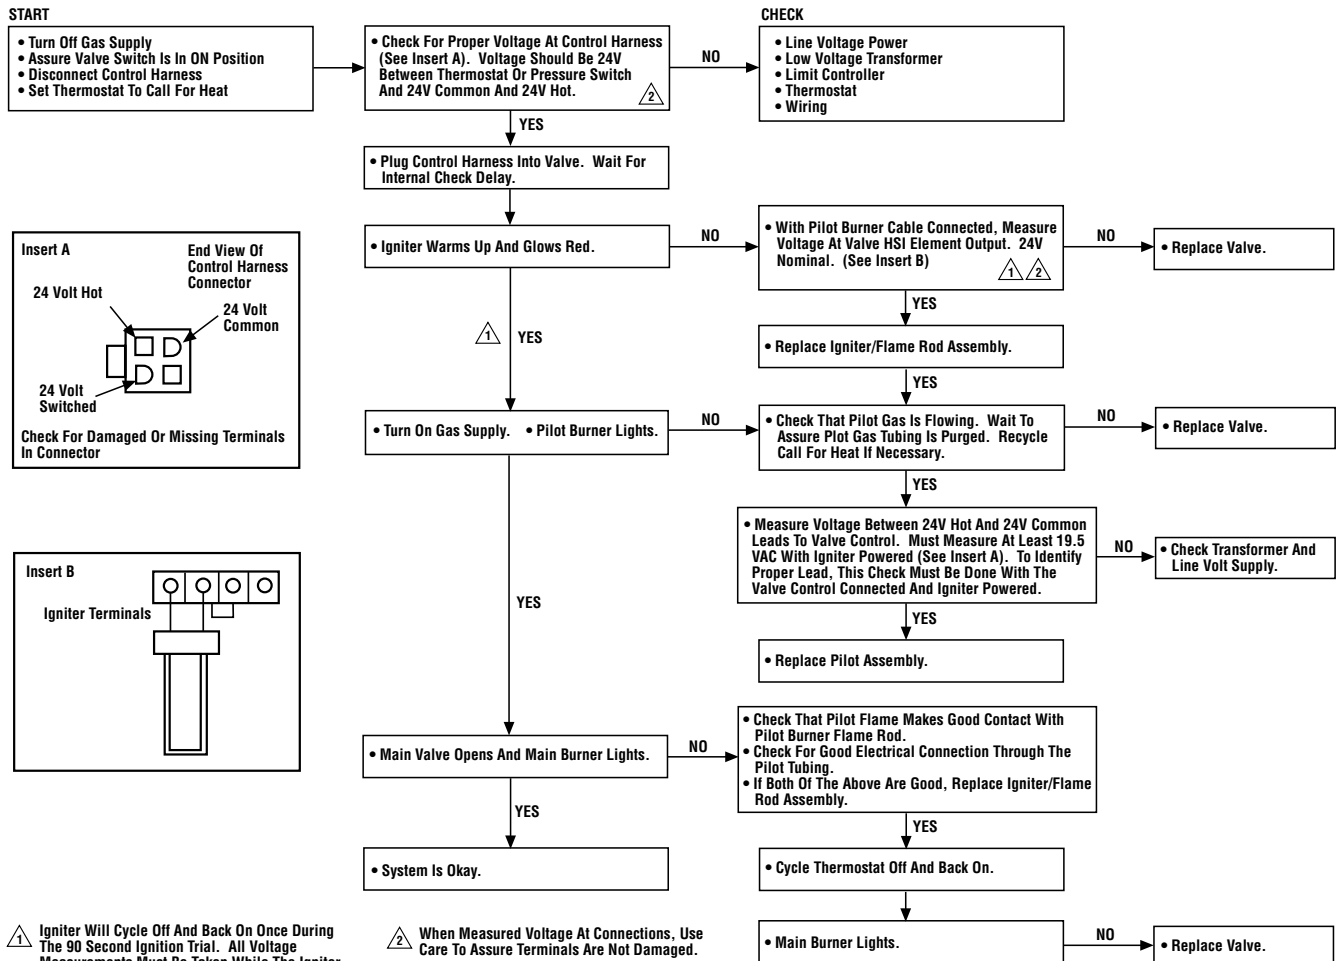 START
• Turn Off Gas Supply
• Assure Valve Switch Is In ON Position
• Disconnect Control Harness
• Set Thermostat To Call For Heat
• Check For Proper Voltage At Control Harness
(See Insert A). Voltage Should Be 24V
Between Thermostat Or Pressure Switch
And 24V Common And 24V Hot.
2
NO
CHECK
• Line Voltage Power
• Low Voltage Transformer
• Limit Controller
• Thermostat
• Wiring
YES
• Plug Control Harness Into Valve. Wait For
Internal Check Delay.
• Igniter Warms Up And Glows Red.
NO
• With Pilot Burner Cable Connected, Measure
Voltage At Valve HSI Element Output. 24V
Nominal. (See Insert B)
1 2
NO
• Replace Valve.
YES
• Replace Igniter/Flame Rod Assembly.
YES
1
YES
• Turn On Gas Supply. • Pilot Burner Lights.
NO
• Check That Pilot Gas Is Flowing. Wait To
Assure Plot Gas Tubing Is Purged. Recycle
Call For Heat If Necessary.
NO
• Replace Valve.
YES
• Measure Voltage Between 24V Hot And 24V Common
Leads To Valve Control. Must Measure At Least 19.5
VAC With Igniter Powered (See Insert A). To Identify
Proper Lead, This Check Must Be Done With The
Valve Control Connected And Igniter Powered.
NO
• Check Transformer And
Line Volt Supply.
YES
• Replace Pilot Assembly.
YES
• Main Valve Opens And Main Burner Lights.
NO
• Check That Pilot Flame Makes Good Contact With
Pilot Burner Flame Rod.
• Check For Good Electrical Connection Through The
Pilot Tubing.
• If Both Of The Above Are Good, Replace Igniter/Flame
Rod Assembly.
YES
• System Is Okay.
YES
• Cycle Thermostat Off And Back On.
• Main Burner Lights.
NO
• Replace Valve.
Insert A
End View Of
Control Harness
Connector
24 Volt Hot
24 Volt
Common
24 Volt
Switched
Check For Damaged Or Missing Terminals
In Connector
Insert B
Igniter Terminals
1 Igniter Will Cycle Off And Back On Once During
The 90 Second Ignition Trial. All Voltage
Measurements Must Be Taken While The Igniter
2 When Measured Voltage At Connections, Use
Care To Assure Terminals Are Not Damaged.